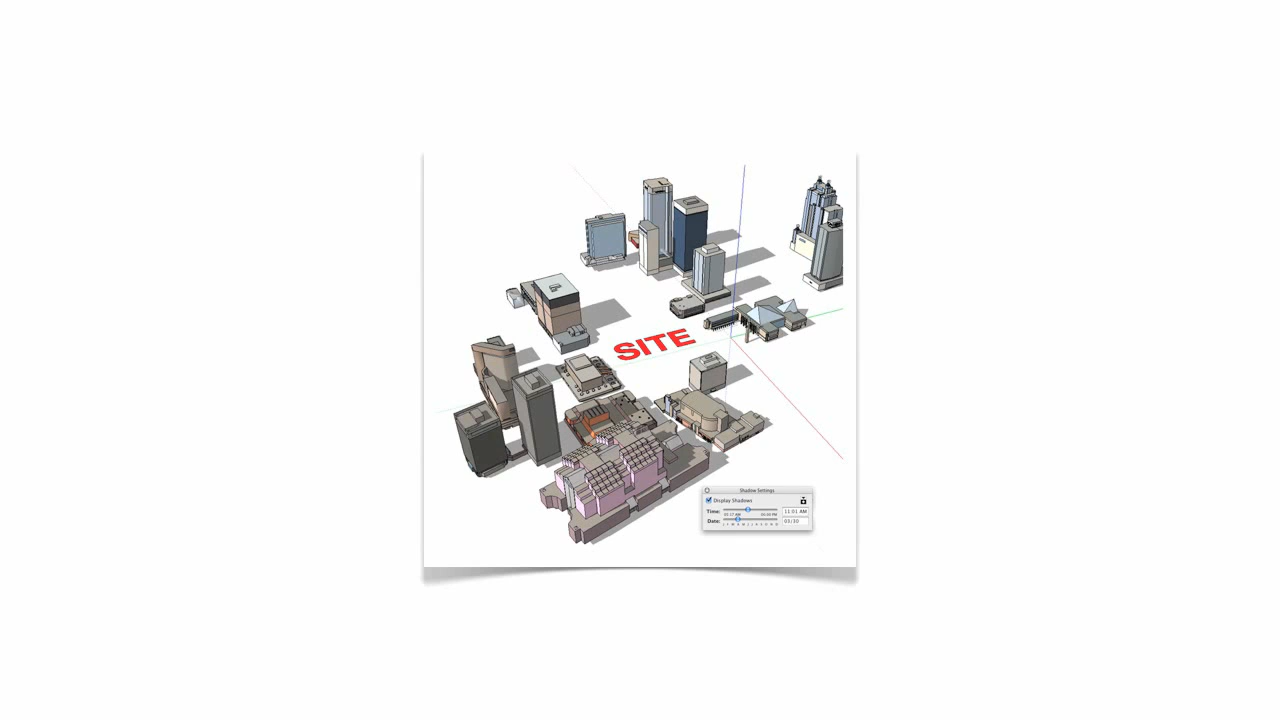 SITE
Shadow Settings
Display Shadows
Time: 11:01 AM
Date: 03/30
J F M A M J J A S O N D